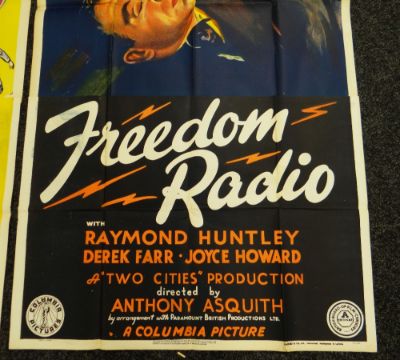 Freedom
Radio
WITH
RAYMOND HUNTLEY
DEREK FARR · JOYCE HOWARD
A "TWO CITIES" PRODUCTION
directed by
ANTHONY ASQUITH
by arrangement with PARAMOUNT BRITISH PRODUCTIONS LTD.
A COLUMBIA PICTURE
COLUMBIA
PICTURES